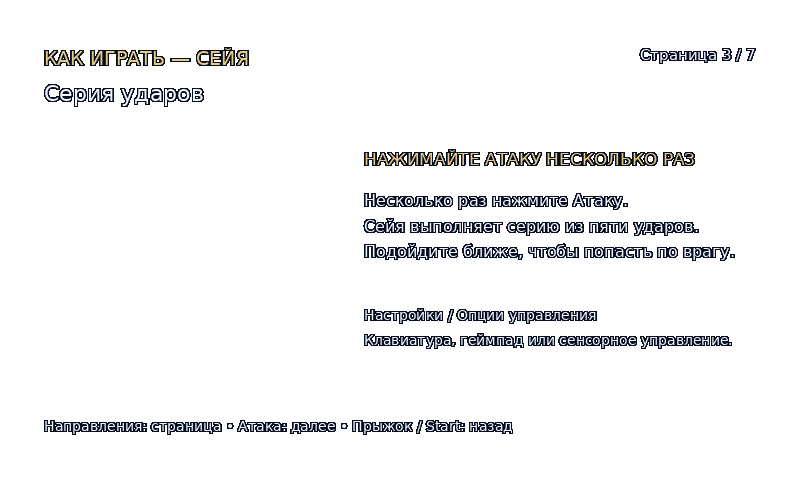 КАК ИГРАТЬ — СЕЙЯ
Страница 3 / 7
Серия ударов
НАЖИМАЙТЕ АТАКУ НЕСКОЛЬКО РАЗ
Несколько раз нажмите Атаку.
Сейя выполняет серию из пяти ударов.
Подойдите ближе, чтобы попасть по врагу.
Настройки / Опции управления
Клавиатура, геймпад или сенсорное управление.
Направления: страница • Атака: далее • Прыжок / Start: назад